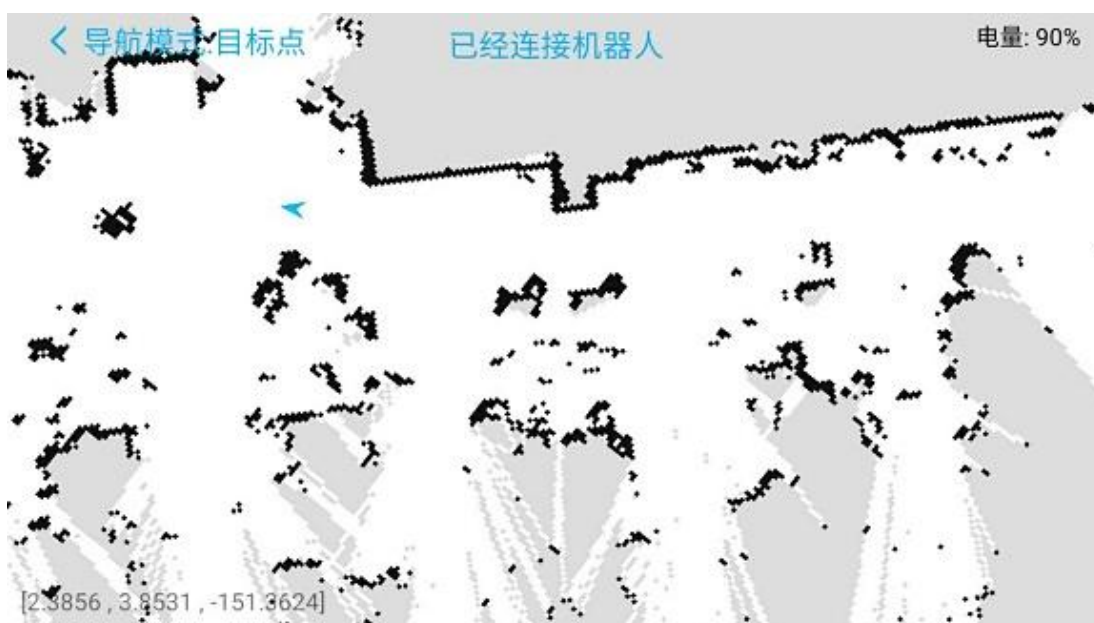 导航模式:目标点
已经连接机器人
电量: 90%
[2.3856 , 3.8531 , -151.3624]